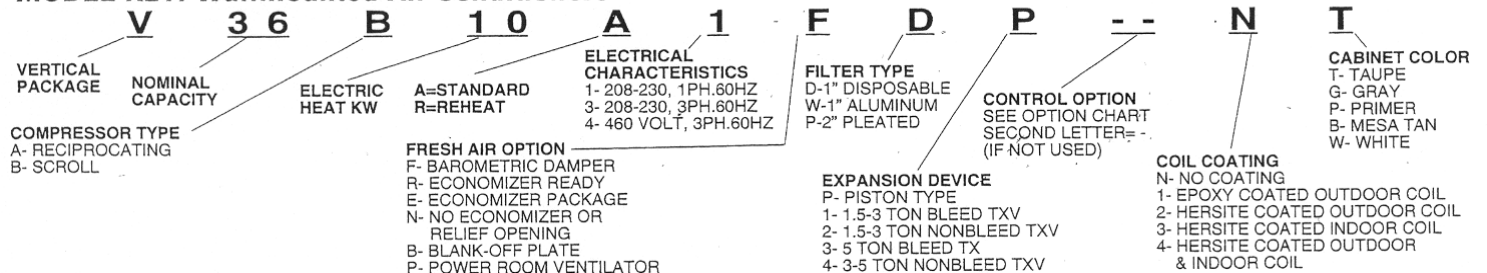 V 36 B 10 A 1 F D P -- N T
VERTICAL
PACKAGE
NOMINAL
CAPACITY
COMPRESSOR TYPE
A- RECIPROCATING
B- SCROLL
ELECTRIC
HEAT KW
A=STANDARD
R=REHEAT
ELECTRICAL
CHARACTERISTICS
1- 208-230, 1PH.60HZ
3- 208-230, 3PH.60HZ
4- 460 VOLT, 3PH.60HZ
FRESH AIR OPTION
F- BAROMETRIC DAMPER
R- ECONOMIZER READY
E- ECONOMIZER PACKAGE
N- NO ECONOMIZER OR
RELIEF OPENING
B- BLANK-OFF PLATE
P- POWER ROOM VENTILATOR
FILTER TYPE
D-1" DISPOSABLE
W-1" ALUMINUM
P-2" PLEATED
EXPANSION DEVICE
P- PISTON TYPE
1- 1.5-3 TON BLEED TXV
2- 1.5-3 TON NONBLEED TXV
3- 5 TON BLEED TX
4- 3-5 TON NONBLEED TXV
CONTROL OPTION
SEE OPTION CHART
SECOND LETTER= -
(IF NOT USED)
COIL COATING
N- NO COATING
1- EPOXY COATED OUTDOOR COIL
2- HERSITE COATED OUTDOOR COIL
3- HERSITE COATED INDOOR COIL
4- HERSITE COATED OUTDOOR
& INDOOR COIL
CABINET COLOR
T- TAUPE
G- GRAY
P- PRIMER
B- MESA TAN
W- WHITE